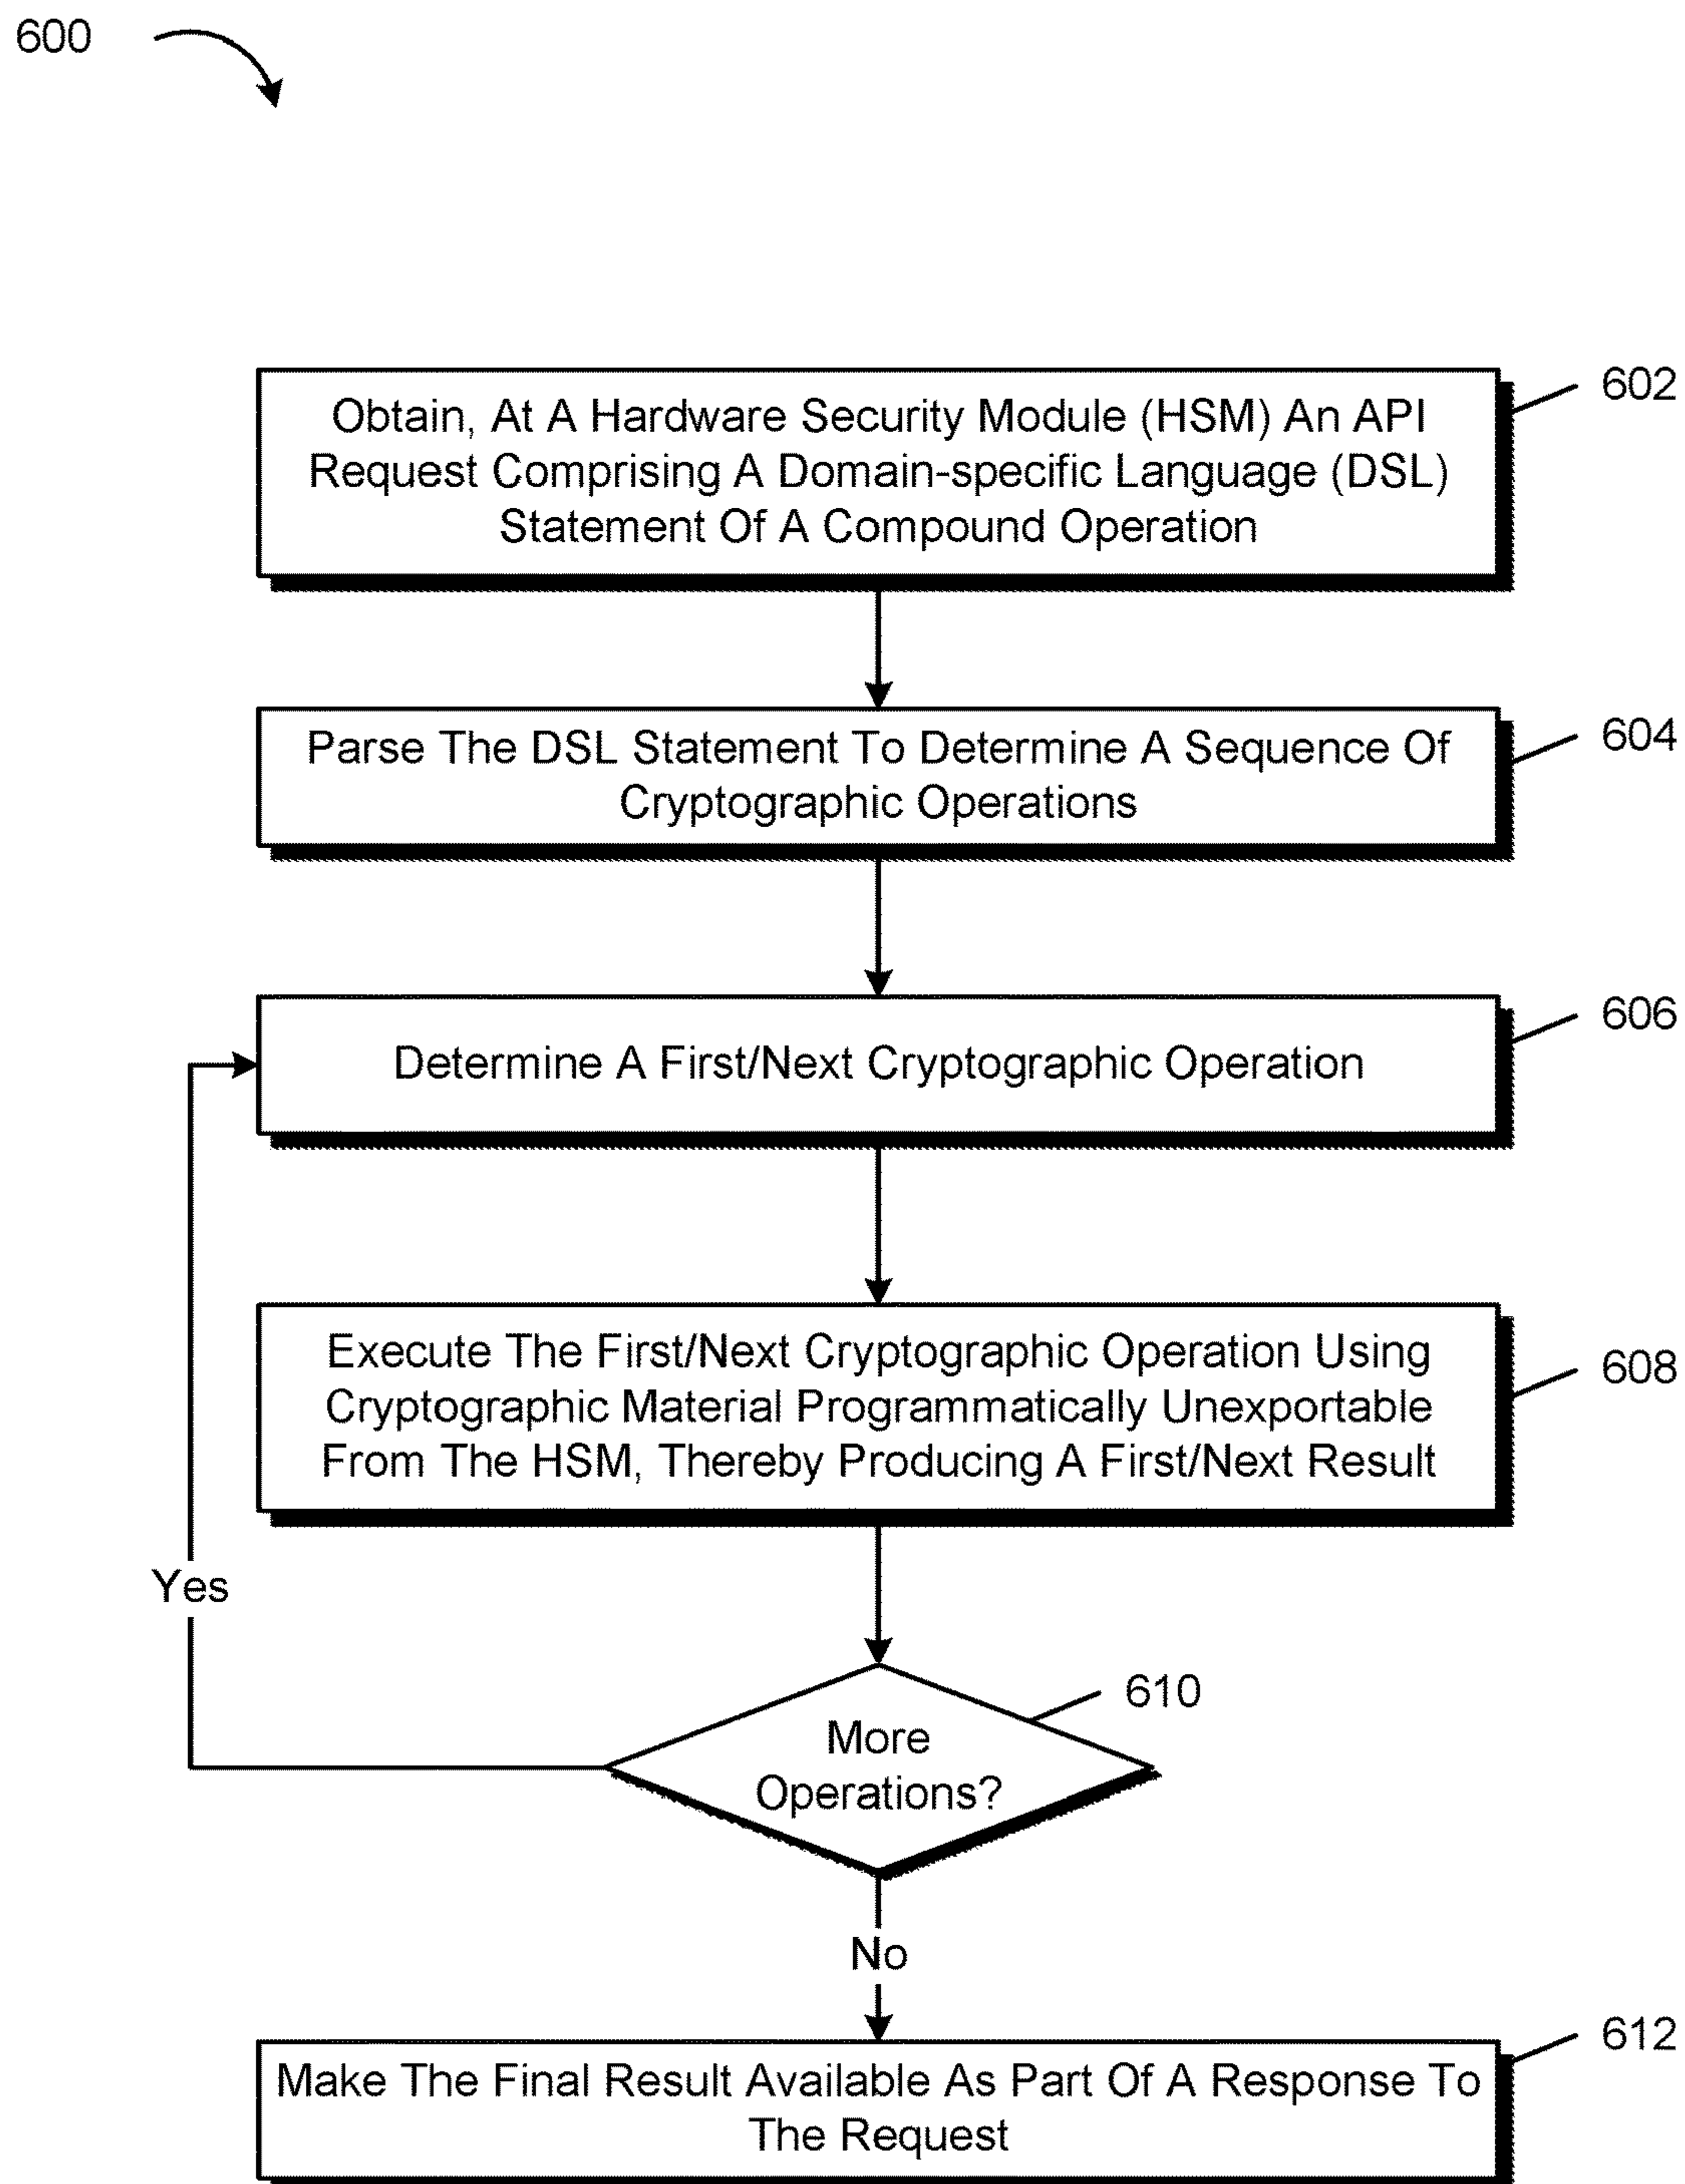 600
Obtain, At A Hardware Security Module (HSM) An API
Request Comprising A Domain-specific Language (DSL)
Statement Of A Compound Operation
602
Parse The DSL Statement To Determine A Sequence Of
Cryptographic Operations
604
Determine A First/Next Cryptographic Operation
606
Execute The First/Next Cryptographic Operation Using
Cryptographic Material Programmatically Unexportable
From The HSM, Thereby Producing A First/Next Result
608
Yes
More
Operations?
610
No
Make The Final Result Available As Part Of A Response To
The Request
612